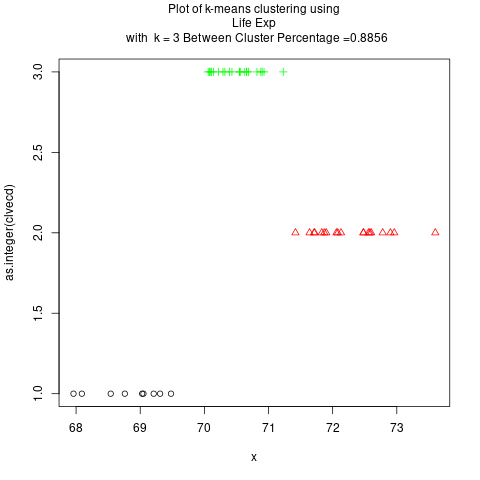 Plot of k-means clustering using
Life Exp
with  k = 3 Between Cluster Percentage =0.8856
as.integer(clvecd)
3.0
2.5
2.0
1.5
1.0
68 69 70 71 72 73
x